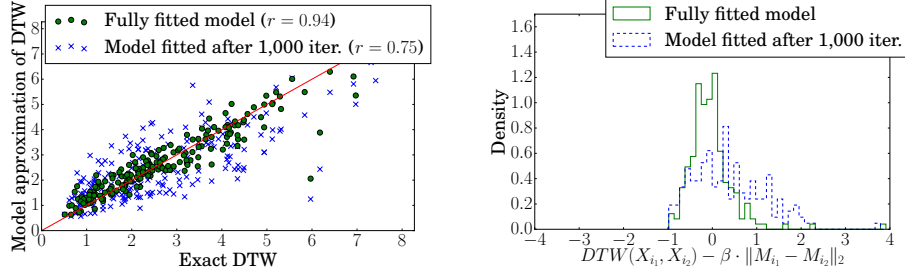 Fully fitted model (r = 0.94)
Model fitted after 1,000 iter. (r = 0.75)
Model approximation of DTW
8
7
6
5
4
3
2
1
0
0 1 2 3 4 5 6 7 8
Exact DTW
Fully fitted model
Model fitted after 1,000 iter.
Density
1.6
1.4
1.2
1.0
0.8
0.6
0.4
0.2
0.0
−4 −3 −2 −1 0 1 2 3 4
DTW(X_{i_1}, X_{i_2}) − β · ‖M_{i_1} − M_{i_2}‖_2